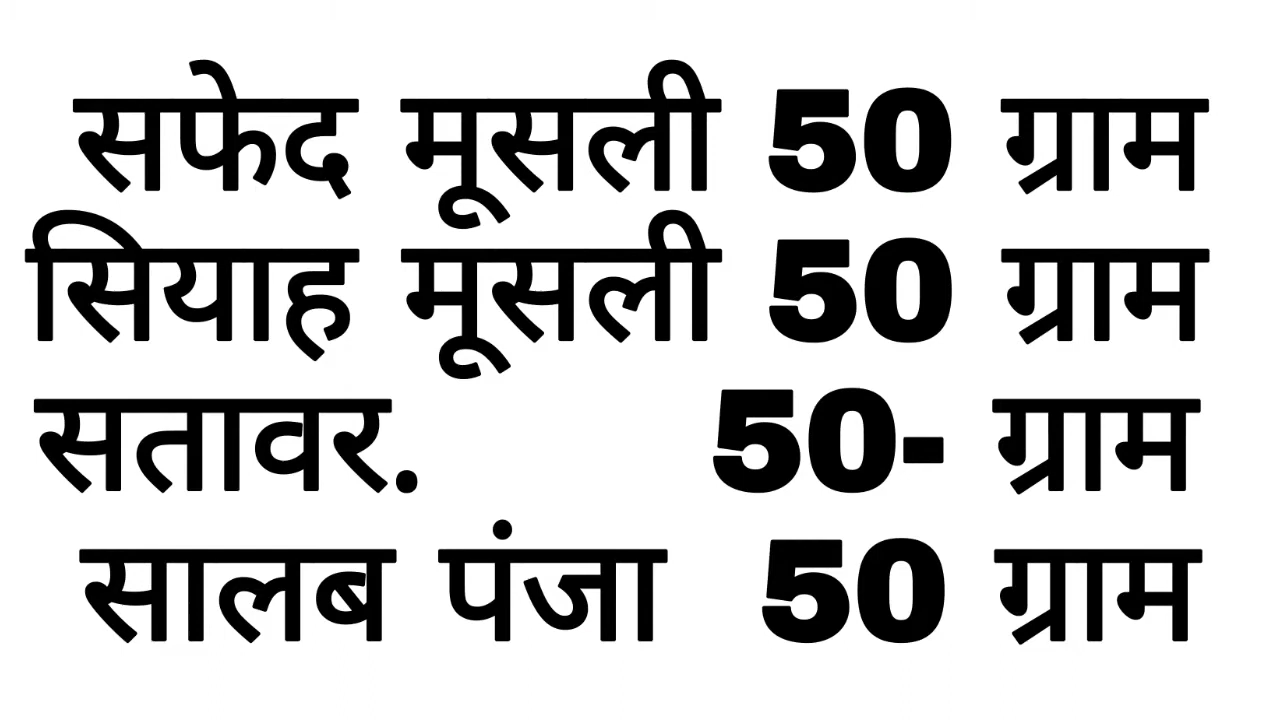 सफेद मूसली 50 ग्राम
सियाह मूसली 50 ग्राम
सतावर. 50- ग्राम
सालब पंजा 50 ग्राम